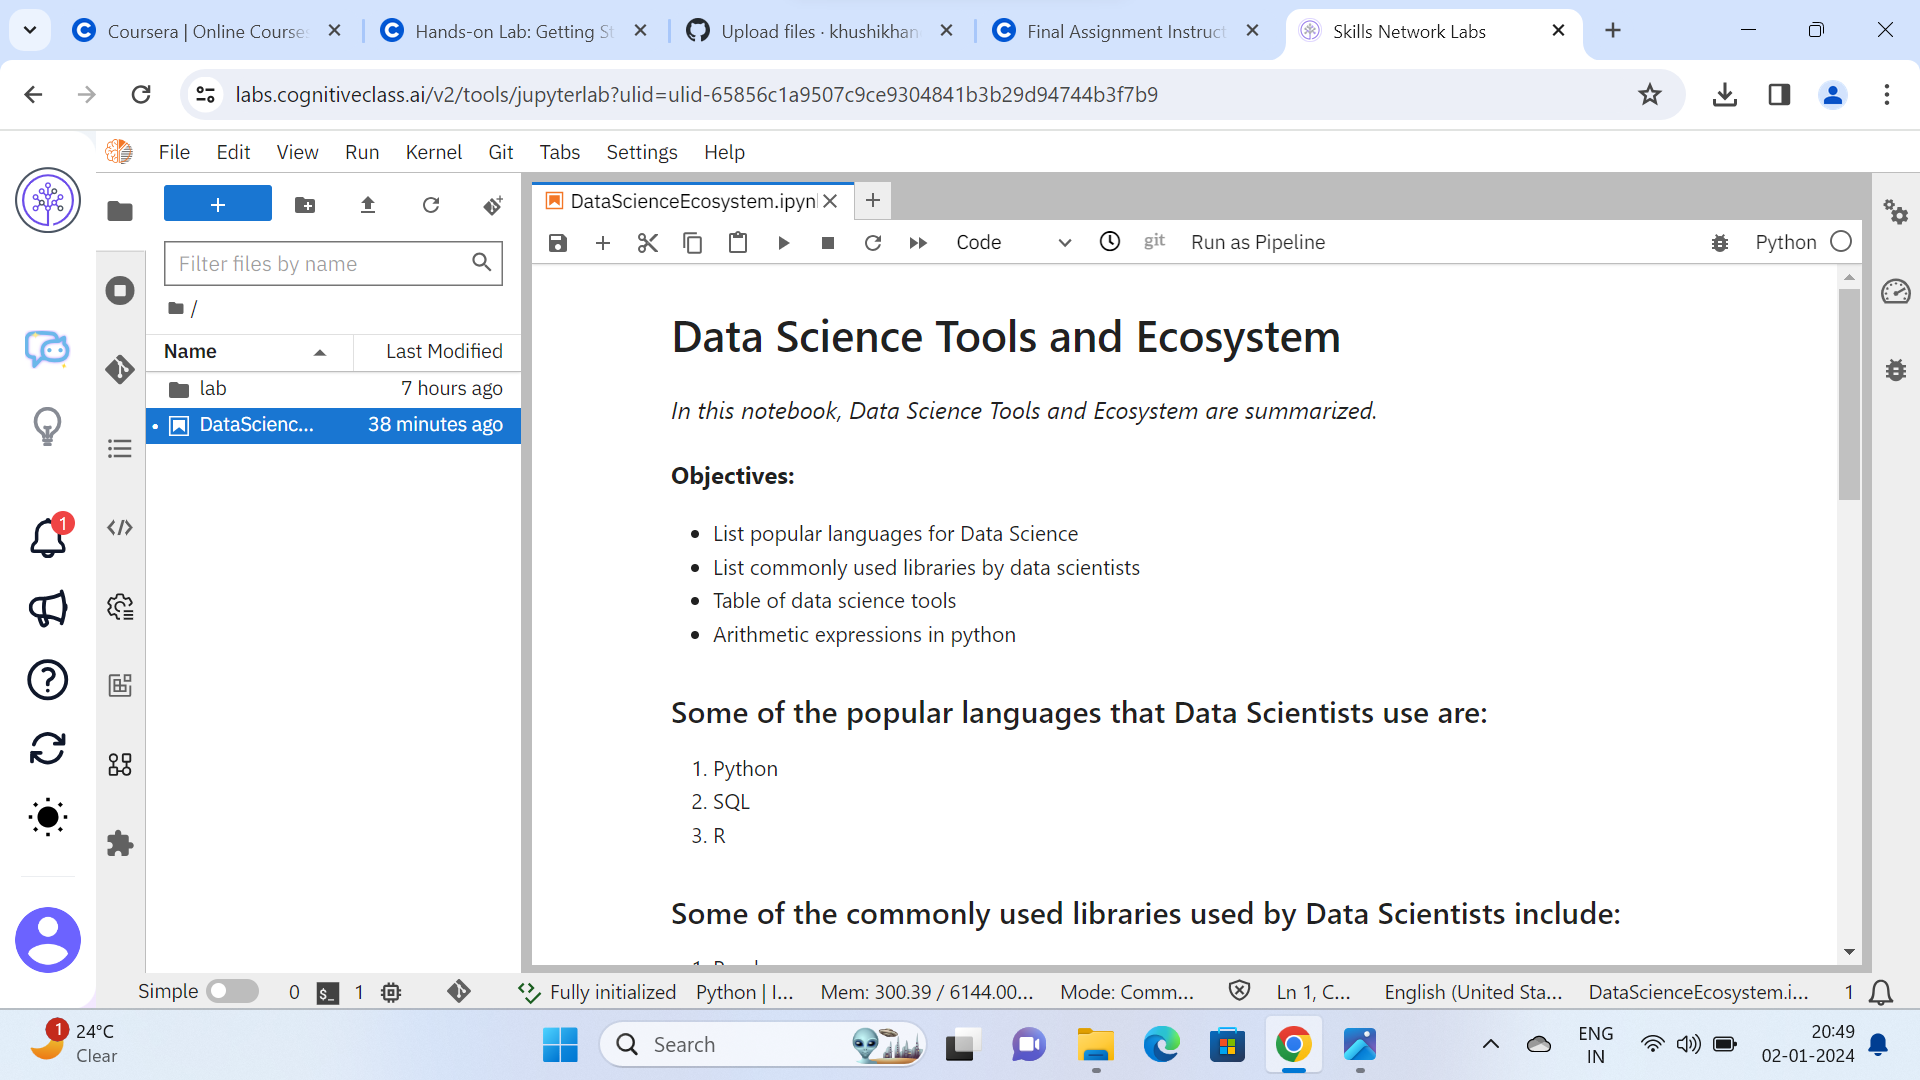 Coursera | Online Courses
Hands-on Lab: Getting St
Upload files · khushikhan
Final Assignment Instruct
Skills Network Labs
labs.cognitiveclass.ai/v2/tools/jupyterlab?ulid=ulid-65856c1a9507c9ce9304841b3b29d94744b3f7b9
File Edit View Run Kernel Git Tabs Settings Help
DataScienceEcosystem.ipyn
Code
git
Run as Pipeline
Python
Filter files by name
/
Name Last Modified
lab 7 hours ago
DataScienc... 38 minutes ago
1
Data Science Tools and Ecosystem
In this notebook, Data Science Tools and Ecosystem are summarized.
Objectives:
• List popular languages for Data Science
• List commonly used libraries by data scientists
• Table of data science tools
• Arithmetic expressions in python
Some of the popular languages that Data Scientists use are:
1. Python
2. SQL
3. R
Some of the commonly used libraries used by Data Scientists include:
Simple 0 $_ 1 Fully initialized Python | I... Mem: 300.39 / 6144.00... Mode: Comm... Ln 1, C... English (United Sta... DataScienceEcosystem.i... 1
1 24°C
Clear
Search
ENG
IN
20:49
02-01-2024